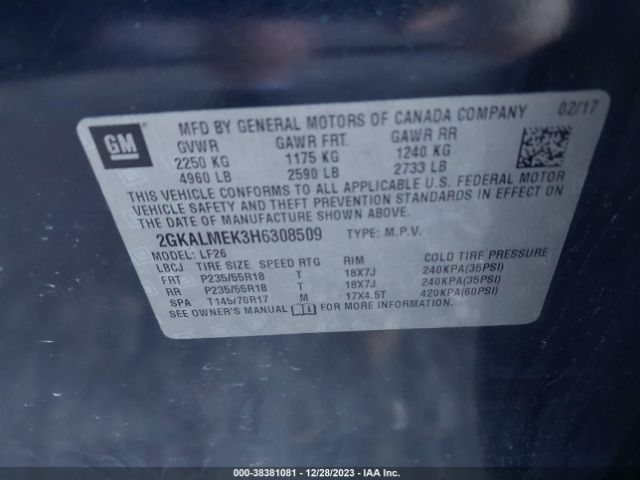 GM
MFD BY GENERAL MOTORS OF CANADA COMPANY 02/17
GVWR GAWR FRT. GAWR RR
2250 KG 1175 KG 1240 KG
4960 LB 2590 LB 2733 LB
THIS VEHICLE CONFORMS TO ALL APPLICABLE U.S. FEDERAL MOTOR
VEHICLE SAFETY AND THEFT PREVENTION STANDARDS IN EFFECT ON
THE DATE OF MANUFACTURE SHOWN ABOVE.
2GKALMEK3H6308509 TYPE: M.P.V.
MODEL: LF26
LBCJ TIRE SIZE SPEED RTG RIM COLD TIRE PRESSURE
FRT P235/55R18 T 18X7J 240KPA(35PSI)
RR P235/55R18 T 18X7J 240KPA(35PSI)
SPA T145/70R17 M 17X4.5T 420KPA(60PSI)
SEE OWNER'S MANUAL FOR MORE INFORMATION.
000-38381081 - 12/28/2023 - IAA Inc.